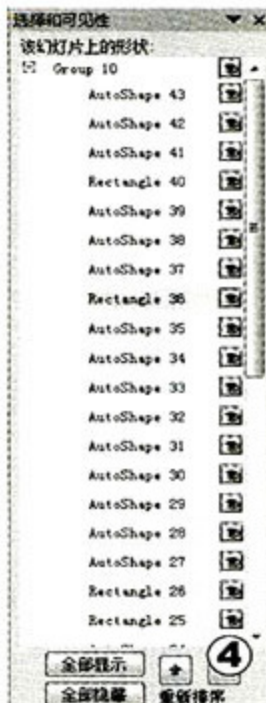 选择和可见性
该幻灯片上的形状:
Group 10
AutoShape 43
AutoShape 42
AutoShape 41
Rectangle 40
AutoShape 39
AutoShape 38
AutoShape 37
Rectangle 36
AutoShape 35
AutoShape 34
AutoShape 33
AutoShape 32
AutoShape 31
AutoShape 30
AutoShape 29
AutoShape 28
AutoShape 27
Rectangle 26
Rectangle 25
全部显示
④
全部隐藏 重新排序